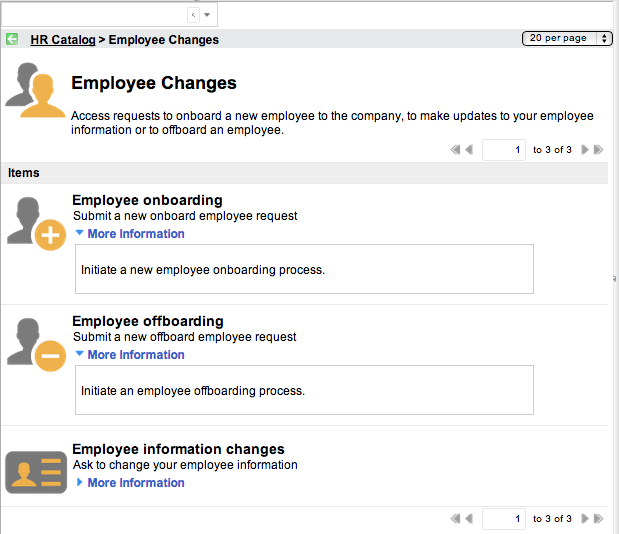 HR Catalog > Employee Changes
20 per page
Employee Changes
Access requests to onboard a new employee to the company, to make updates to your employee
information or to offboard an employee.
1 to 3 of 3
Items
Employee onboarding
Submit a new onboard employee request
More Information
Initiate a new employee onboarding process.
Employee offboarding
Submit a new offboard employee request
More Information
Initiate an employee offboarding process.
Employee information changes
Ask to change your employee information
More Information
1 to 3 of 3